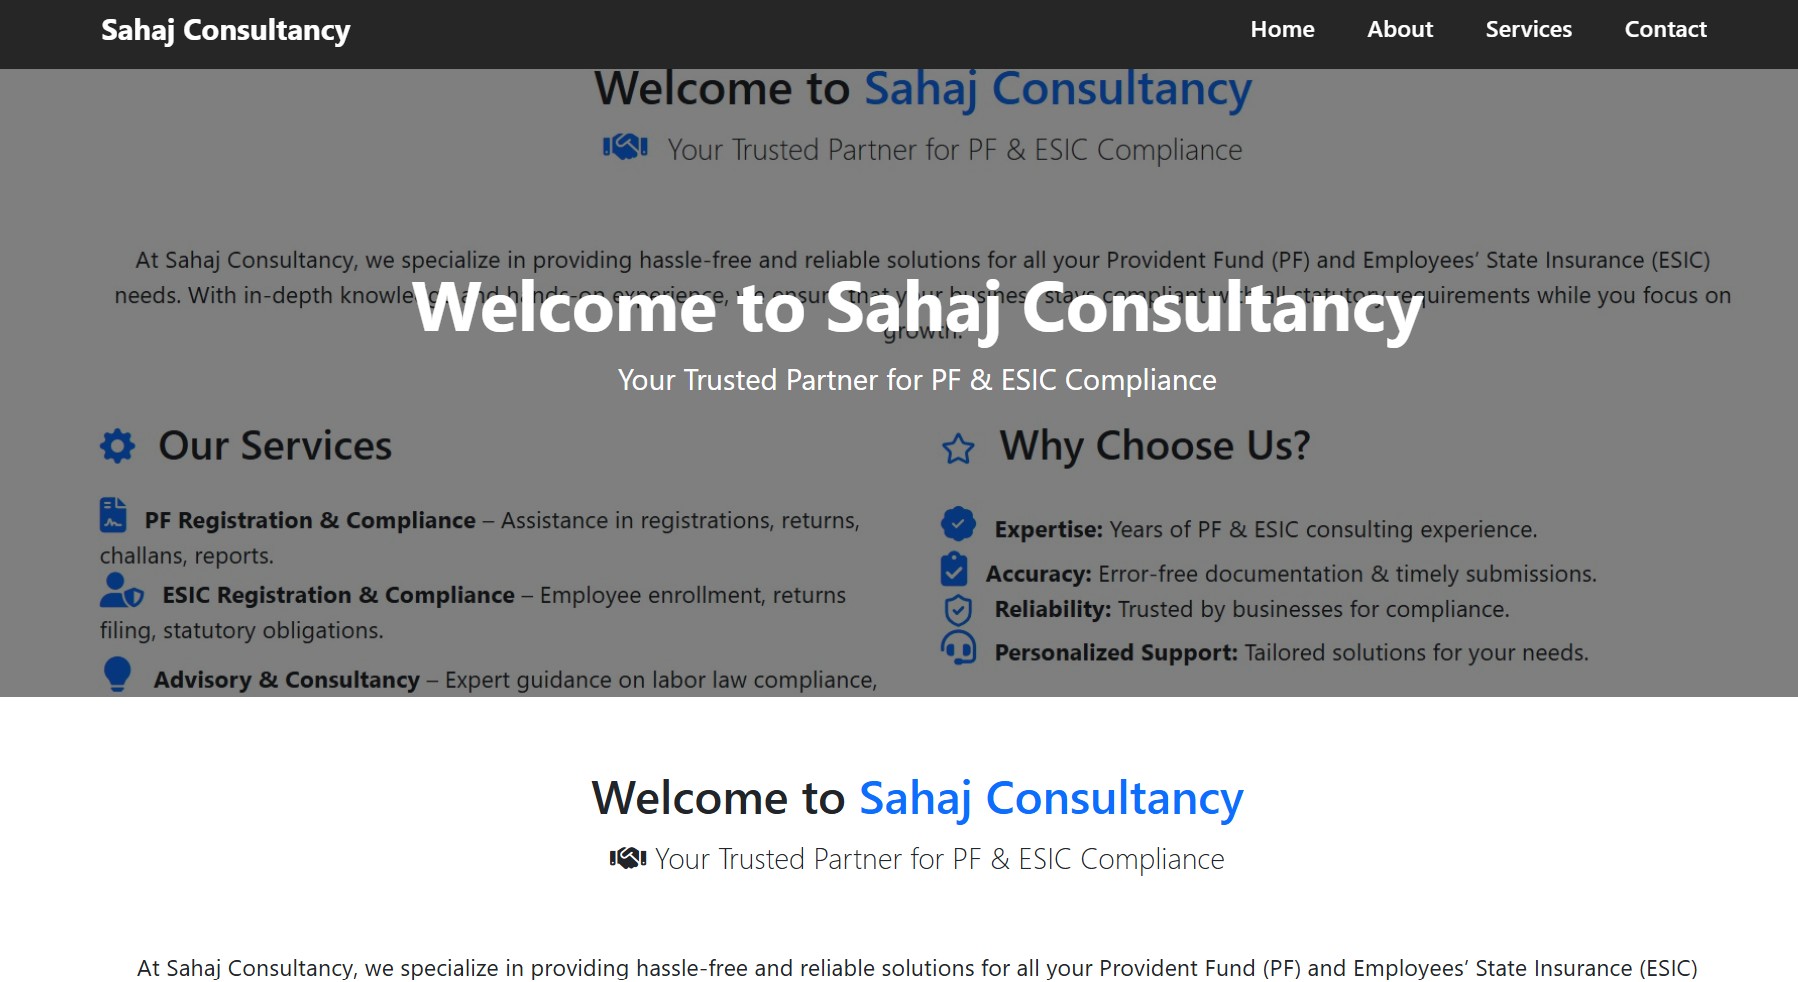 Sahaj Consultancy Home About Services Contact
Welcome to Sahaj Consultancy
Your Trusted Partner for PF & ESIC Compliance
At Sahaj Consultancy, we specialize in providing hassle-free and reliable solutions for all your Provident Fund (PF) and Employees’ State Insurance (ESIC)
needs. With in-depth knowledge and hands-on experience, we ensure that your business stays compliant with all statutory requirements while you focus on
growth.
Welcome to Sahaj Consultancy
Your Trusted Partner for PF & ESIC Compliance
Our Services
PF Registration & Compliance – Assistance in registrations, returns,
challans, reports.
ESIC Registration & Compliance – Employee enrollment, returns
filing, statutory obligations.
Advisory & Consultancy – Expert guidance on labor law compliance,
Why Choose Us?
Expertise: Years of PF & ESIC consulting experience.
Accuracy: Error-free documentation & timely submissions.
Reliability: Trusted by businesses for compliance.
Personalized Support: Tailored solutions for your needs.
Welcome to Sahaj Consultancy
Your Trusted Partner for PF & ESIC Compliance
At Sahaj Consultancy, we specialize in providing hassle-free and reliable solutions for all your Provident Fund (PF) and Employees’ State Insurance (ESIC)